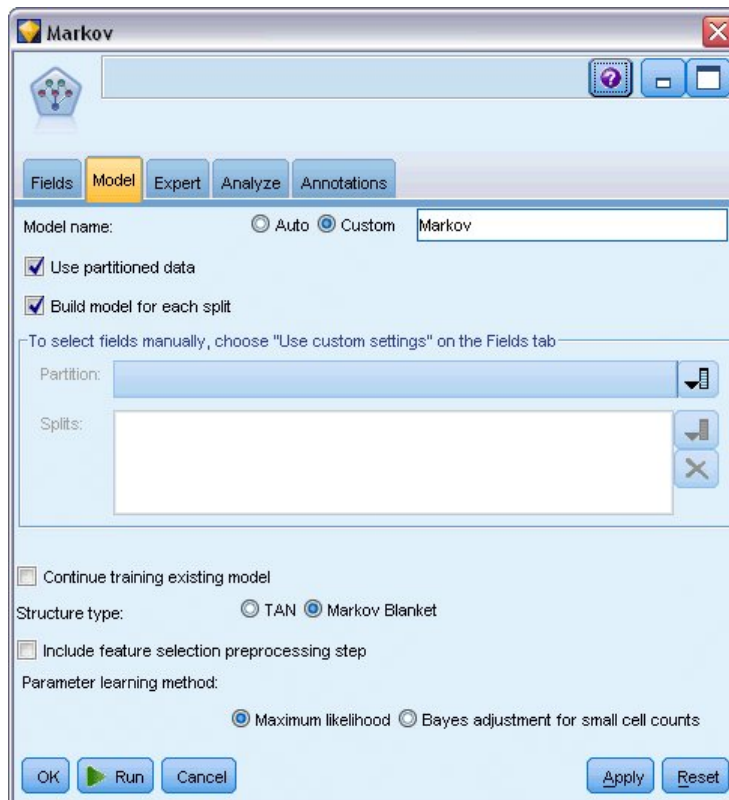 Markov
?
Fields Model Expert Analyze Annotations
Model name: Auto Custom Markov
Use partitioned data
Build model for each split
To select fields manually, choose "Use custom settings" on the Fields tab
Partition:
Splits:
Continue training existing model
Structure type: TAN Markov Blanket
Include feature selection preprocessing step
Parameter learning method:
Maximum likelihood Bayes adjustment for small cell counts
OK Run Cancel Apply Reset